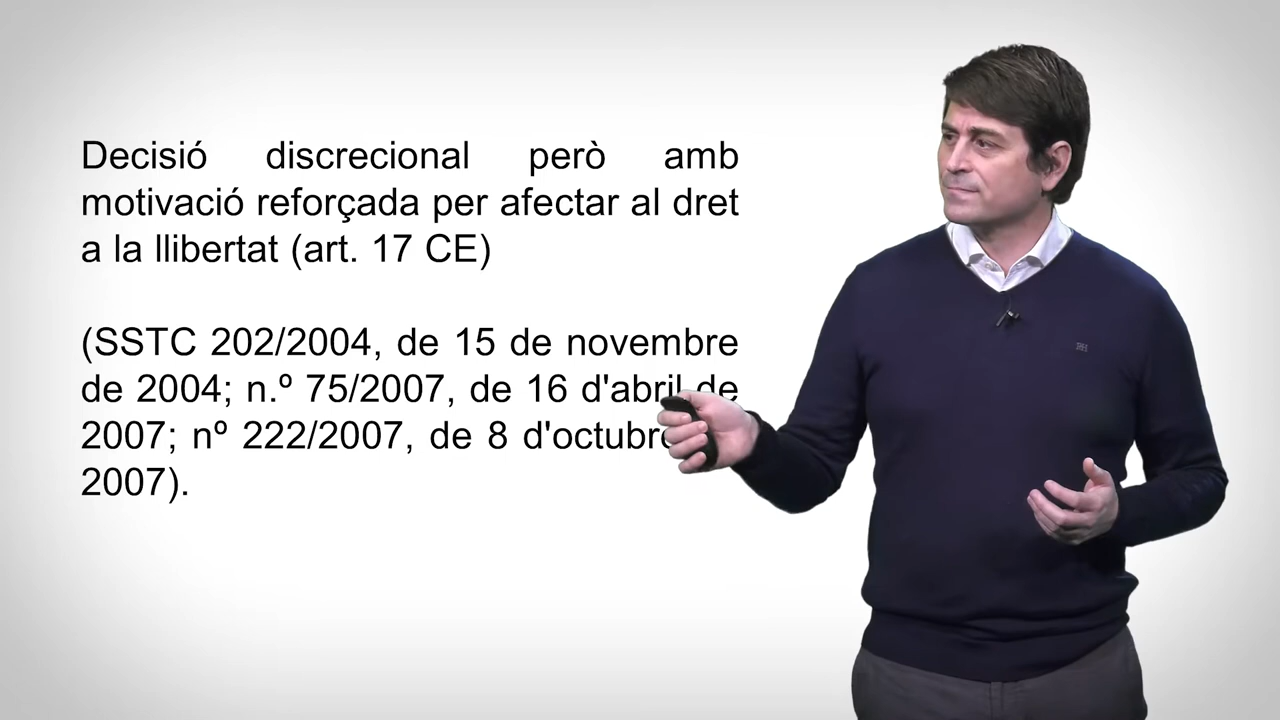 Decisió discrecional però amb
motivació reforçada per afectar al dret
a la llibertat (art. 17 CE)
(SSTC 202/2004, de 15 de novembre
de 2004; n.º 75/2007, de 16 d'abril de
2007; nº 222/2007, de 8 d'octubre
2007).